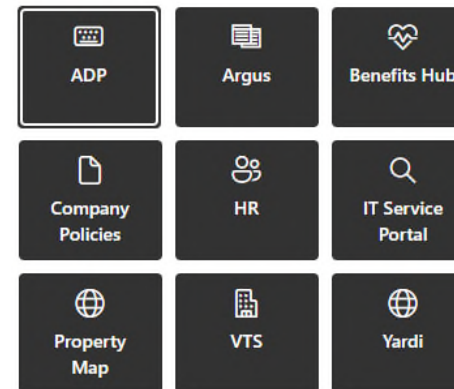 ADP
Argus
Benefits Hub
Company
Policies
HR
IT Service
Portal
Property
Map
VTS
Yardi